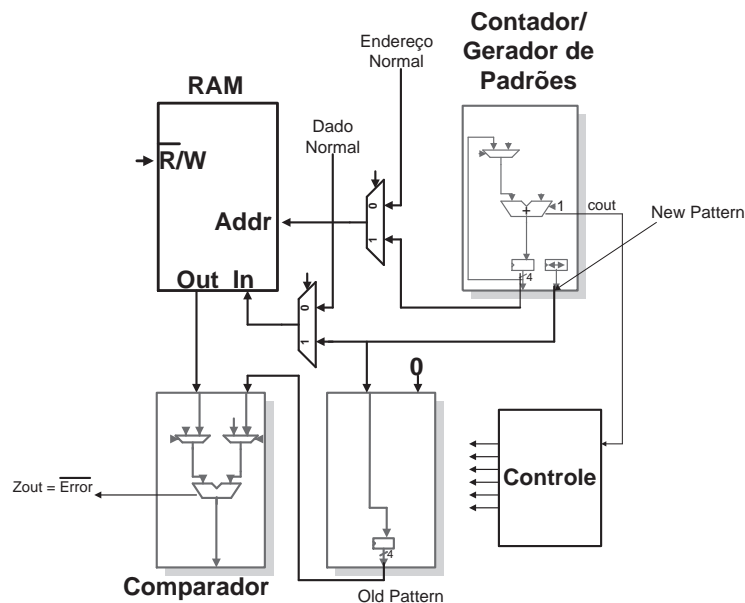 Contador/
Gerador de
Padrões
Endereço
Normal
RAM
Dado
Normal
R/W
0
1
Addr
+
1
cout
New Pattern
4
Out In
0
1
0
Controle
Zout = Error
4
Comparador
Old Pattern